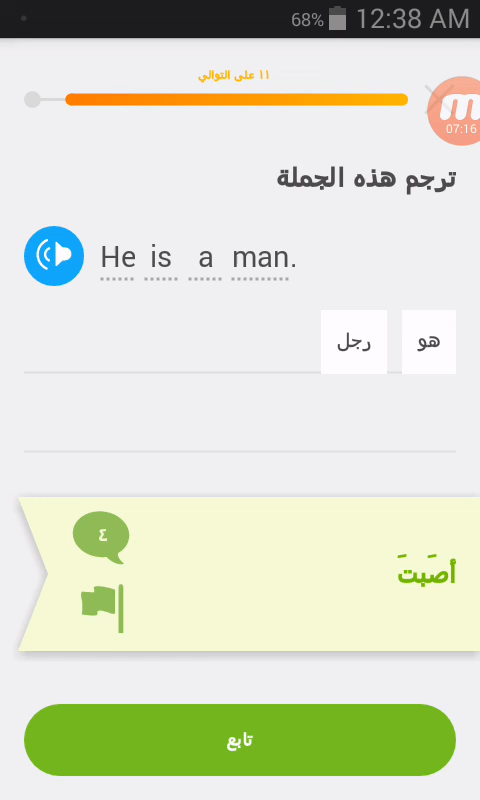 68% 12:38 AM
١١ على التوالي
07:16
ترجم هذه الجملة
He is a man.
هو رجل
٤
أصَبتَ
تابع